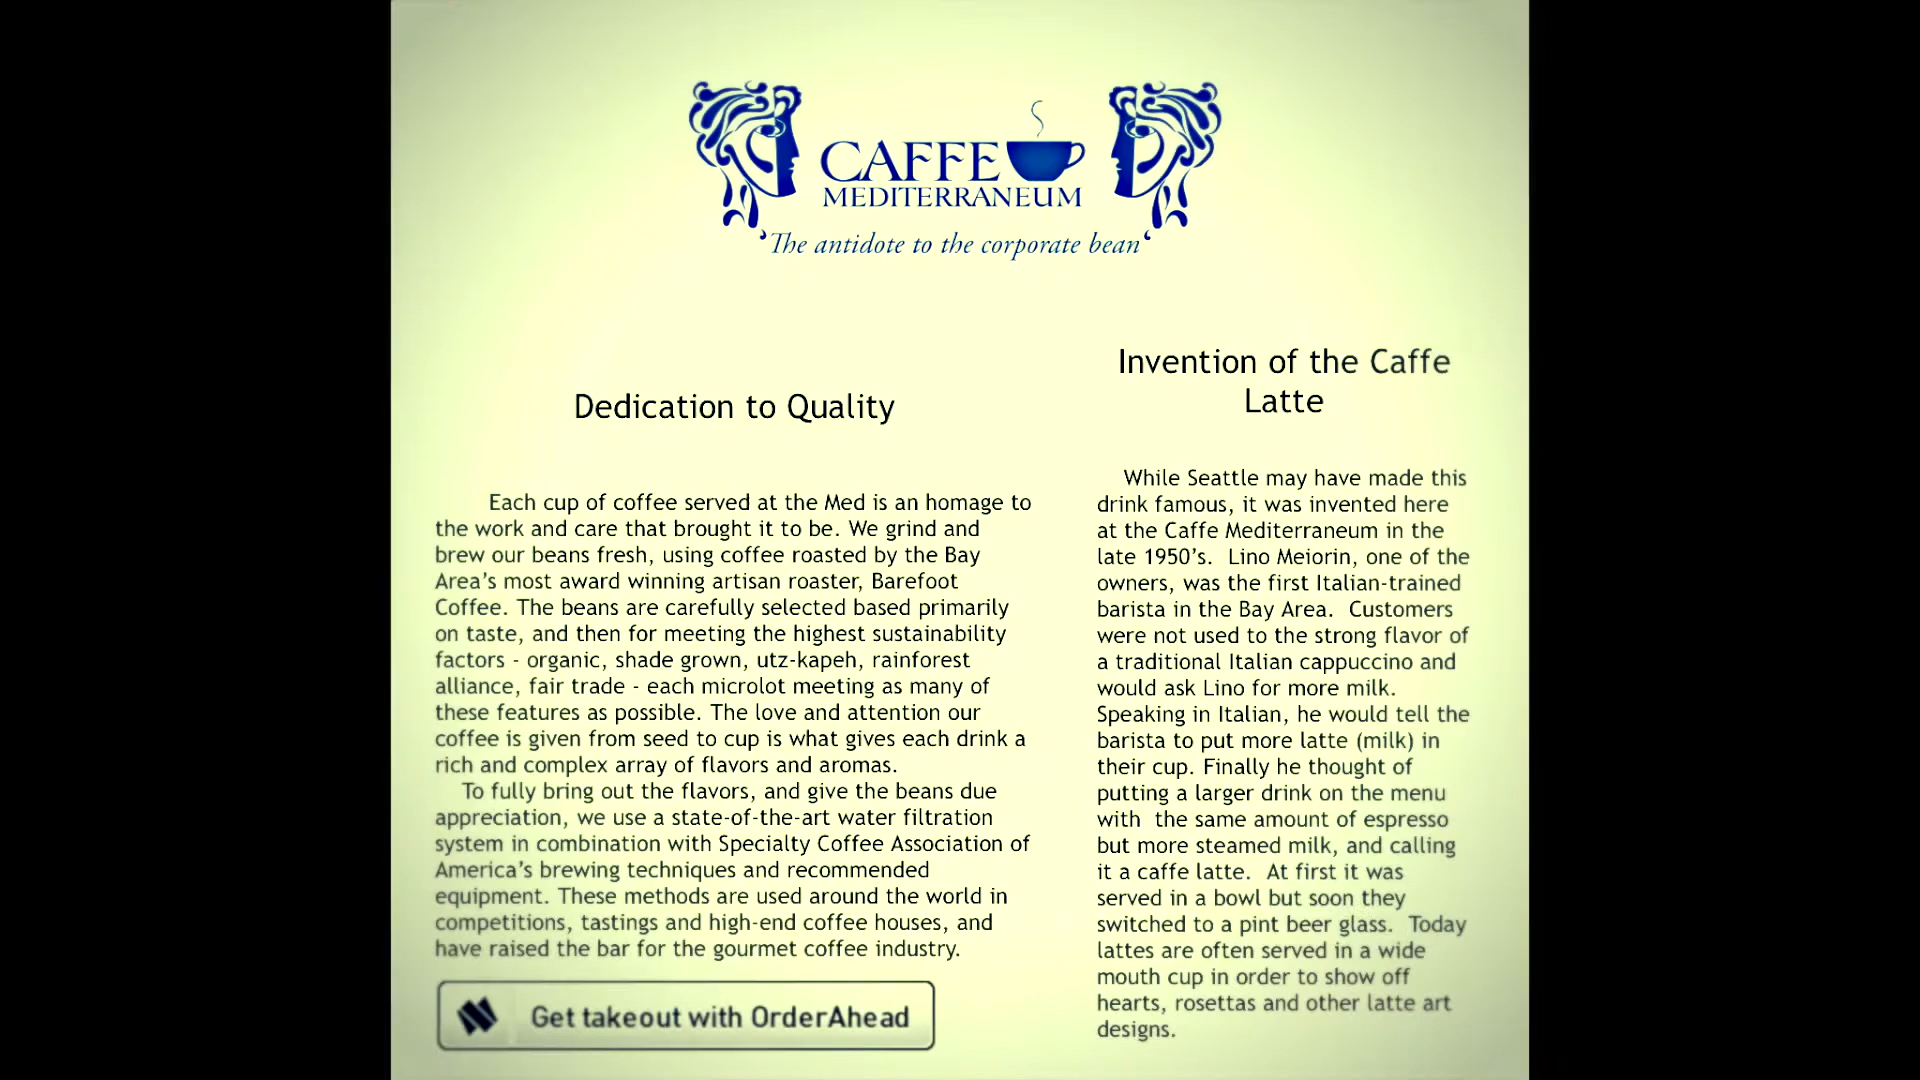 CAFFE
MEDITERRANEUM
'The antidote to the corporate bean'
Dedication to Quality
Each cup of coffee served at the Med is an homage to
the work and care that brought it to be. We grind and
brew our beans fresh, using coffee roasted by the Bay
Area's most award winning artisan roaster, Barefoot
Coffee. The beans are carefully selected based primarily
on taste, and then for meeting the highest sustainability
factors - organic, shade grown, utz-kapeh, rainforest
alliance, fair trade - each microlot meeting as many of
these features as possible. The love and attention our
coffee is given from seed to cup is what gives each drink a
rich and complex array of flavors and aromas.
To fully bring out the flavors, and give the beans due
appreciation, we use a state-of-the-art water filtration
system in combination with Specialty Coffee Association of
America's brewing techniques and recommended
equipment. These methods are used around the world in
competitions, tastings and high-end coffee houses, and
have raised the bar for the gourmet coffee industry.
Get takeout with OrderAhead
Invention of the Caffe
Latte
While Seattle may have made this
drink famous, it was invented here
at the Caffe Mediterraneum in the
late 1950's. Lino Meiorin, one of the
owners, was the first Italian-trained
barista in the Bay Area. Customers
were not used to the strong flavor of
a traditional Italian cappuccino and
would ask Lino for more milk.
Speaking in Italian, he would tell the
barista to put more latte (milk) in
their cup. Finally he thought of
putting a larger drink on the menu
with the same amount of espresso
but more steamed milk, and calling
it a caffe latte. At first it was
served in a bowl but soon they
switched to a pint beer glass. Today
lattes are often served in a wide
mouth cup in order to show off
hearts, rosettas and other latte art
designs.